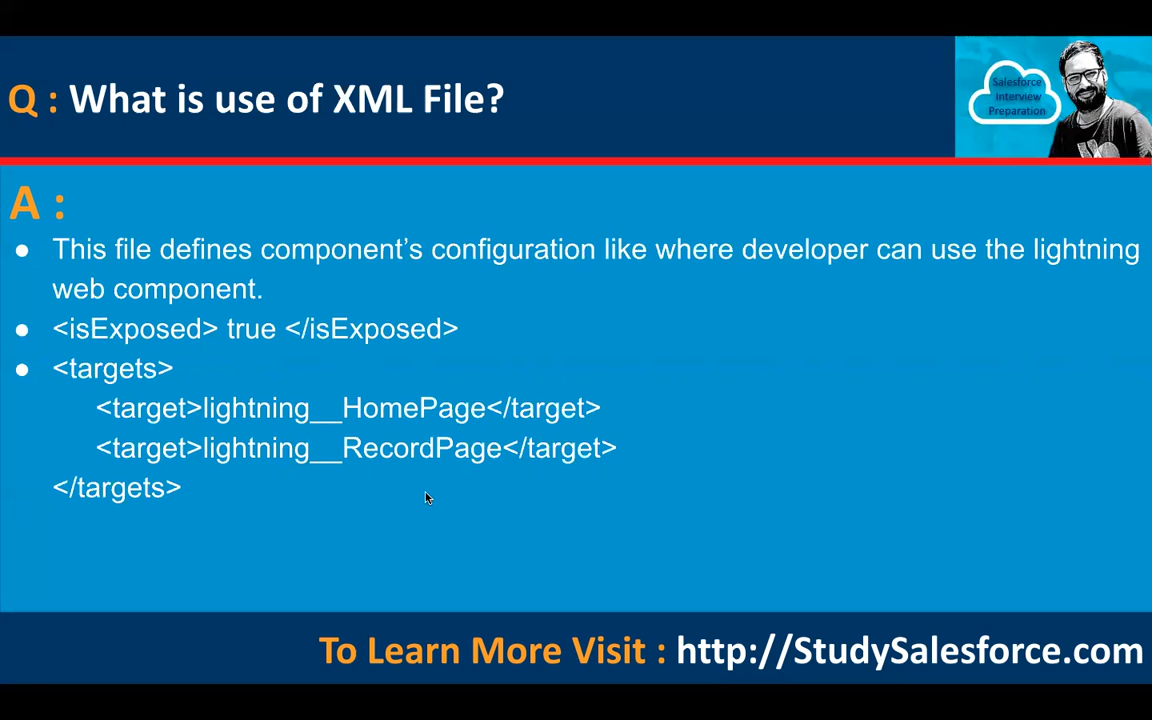 Q : What is use of XML File?
Salesforce
Interview
Preparation
A :
● This file defines component’s configuration like where developer can use the lightning
web component.
● <isExposed> true </isExposed>
● <targets>
<target>lightning__HomePage</target>
<target>lightning__RecordPage</target>
</targets>
To Learn More Visit : http://StudySalesforce.com